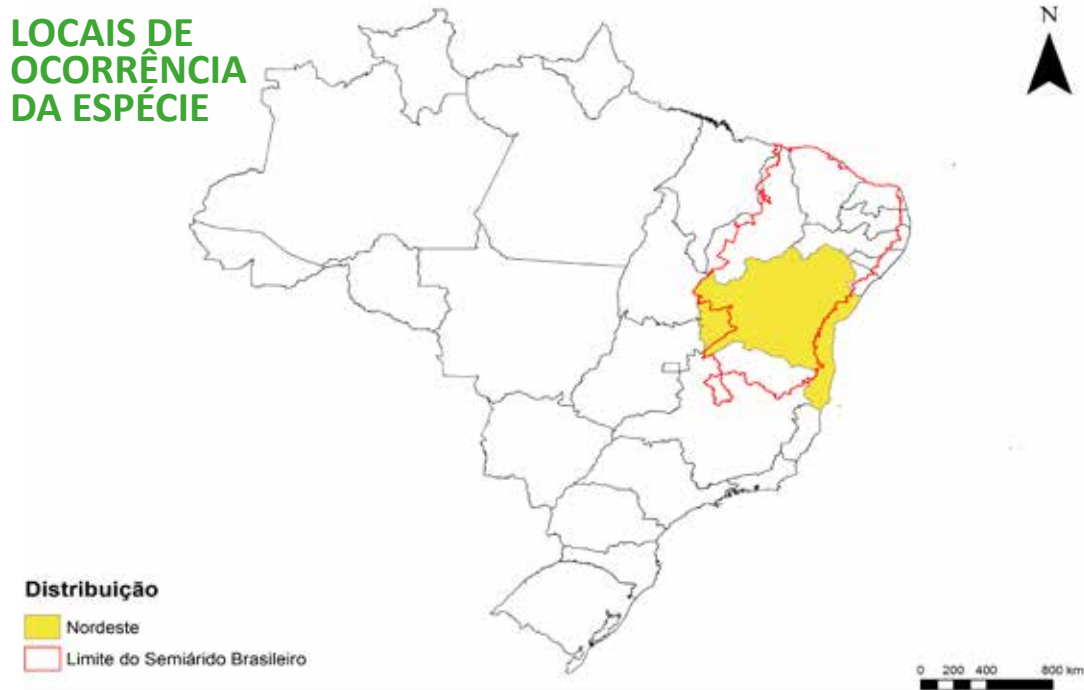 LOCAIS DE
OCORRÊNCIA
DA ESPÉCIE
N
Distribuição
Nordeste
Limite do Semiárido Brasileiro
0 200 400 800 km